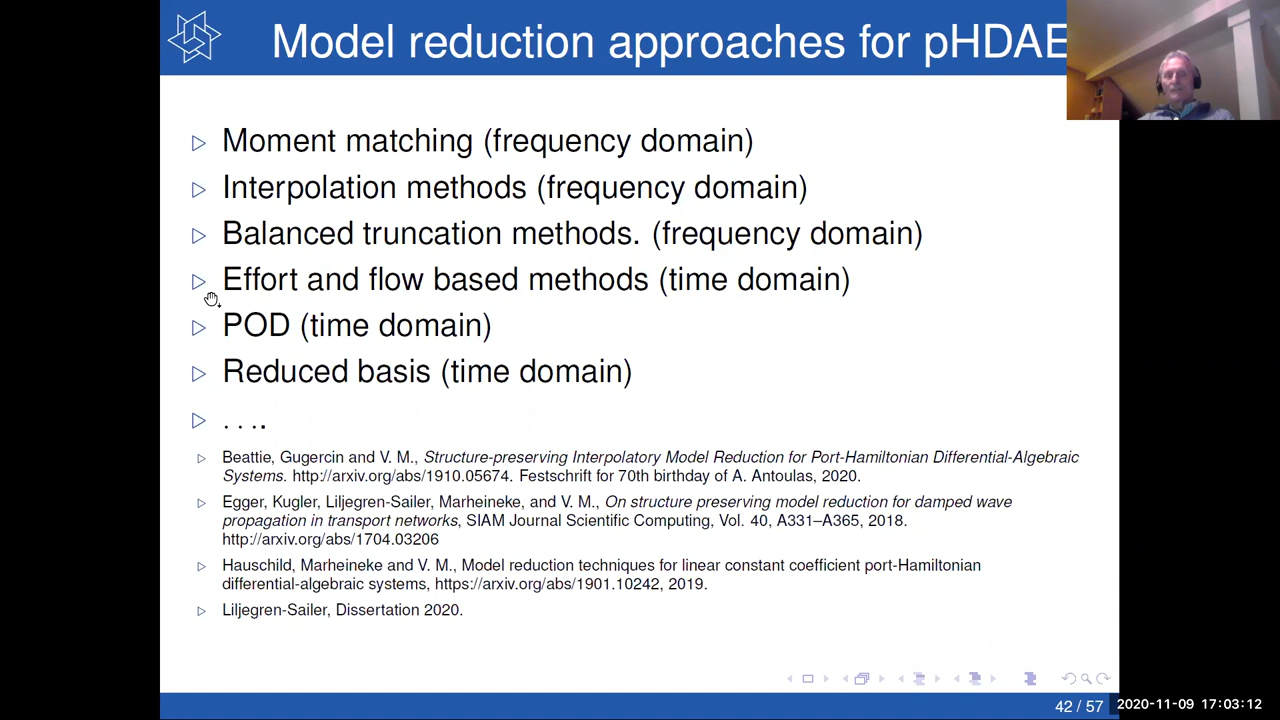 Model reduction approaches for pHDAE
Moment matching (frequency domain)
Interpolation methods (frequency domain)
Balanced truncation methods. (frequency domain)
Effort and flow based methods (time domain)
POD (time domain)
Reduced basis (time domain)
. . ..
Beattie, Gugercin and V. M., Structure-preserving Interpolatory Model Reduction for Port-Hamiltonian Differential-Algebraic
Systems. http://arxiv.org/abs/1910.05674. Festschrift for 70th birthday of A. Antoulas, 2020.
Egger, Kugler, Liljegren-Sailer, Marheineke, and V. M., On structure preserving model reduction for damped wave
propagation in transport networks, SIAM Journal Scientific Computing, Vol. 40, A331–A365, 2018.
http://arxiv.org/abs/1704.03206
Hauschild, Marheineke and V. M., Model reduction techniques for linear constant coefficient port-Hamiltonian
differential-algebraic systems, https://arxiv.org/abs/1901.10242, 2019.
Liljegren-Sailer, Dissertation 2020.
42 / 57
2020-11-09 17:03:12